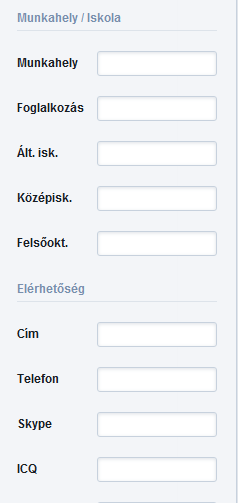 Munkahely / Iskola
Munkahely
Foglalkozás
Ált. isk.
Középisk.
Felsőokt.
Elérhetőség
Cím
Telefon
Skype
ICQ